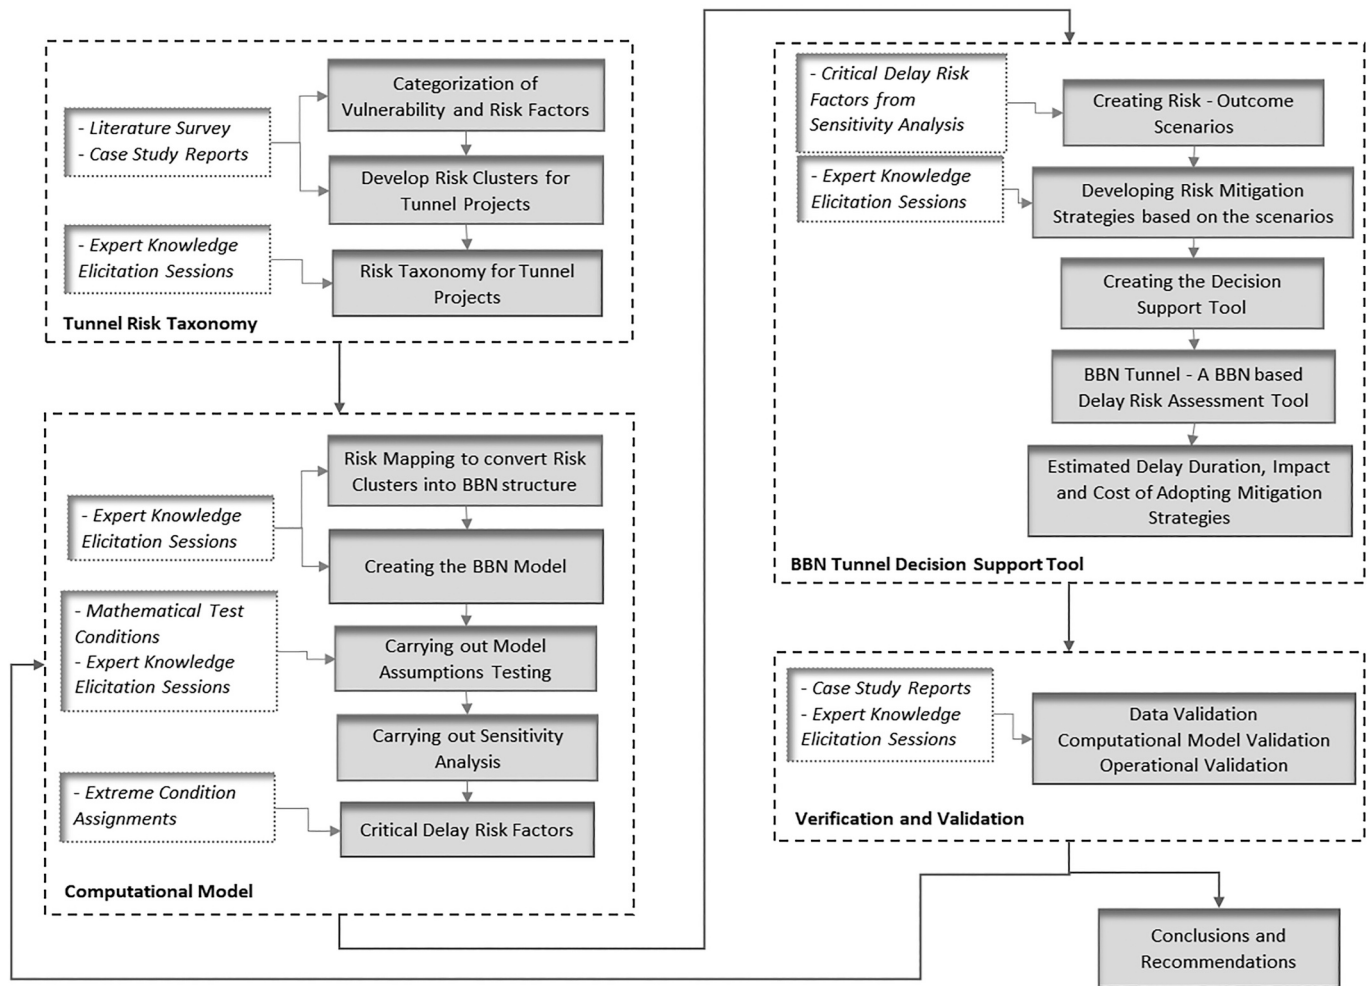 - Literature Survey
- Case Study Reports
Categorization of
Vulnerability and Risk Factors
Develop Risk Clusters for
Tunnel Projects
- Expert Knowledge
Elicitation Sessions
Risk Taxonomy for Tunnel
Projects
Tunnel Risk Taxonomy
- Expert Knowledge
Elicitation Sessions
Risk Mapping to convert Risk
Clusters into BBN structure
Creating the BBN Model
- Mathematical Test
Conditions
- Expert Knowledge
Elicitation Sessions
Carrying out Model
Assumptions Testing
Carrying out Sensitivity
Analysis
- Extreme Condition
Assignments
Critical Delay Risk Factors
Computational Model
- Critical Delay Risk
Factors from
Sensitivity Analysis
Creating Risk - Outcome
Scenarios
- Expert Knowledge
Elicitation Sessions
Developing Risk Mitigation
Strategies based on the scenarios
Creating the Decision
Support Tool
BBN Tunnel - A BBN based
Delay Risk Assessment Tool
Estimated Delay Duration, Impact
and Cost of Adopting Mitigation
Strategies
BBN Tunnel Decision Support Tool
- Case Study Reports
- Expert Knowledge
Elicitation Sessions
Data Validation
Computational Model Validation
Operational Validation
Verification and Validation
Conclusions and
Recommendations